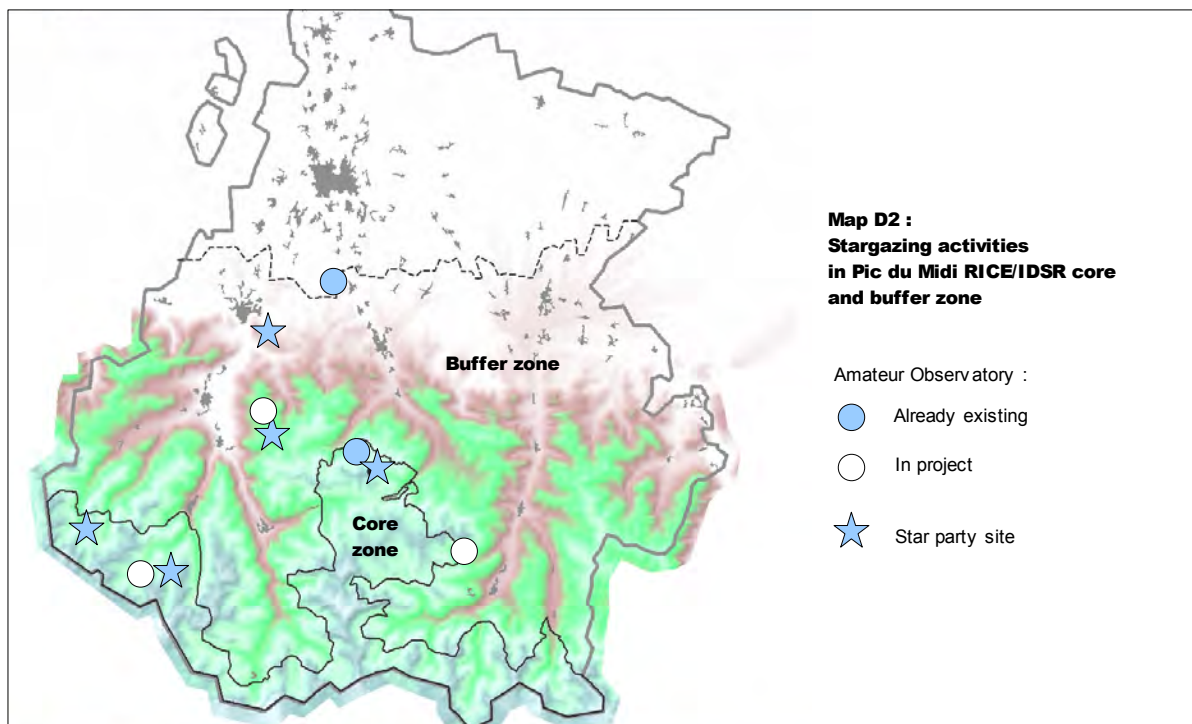 Map D2 :
Stargazing activities
in Pic du Midi RICE/IDSR core
and buffer zone
Buffer zone
Amateur Observatory :
Already existing
In project
Core
zone
Star party site